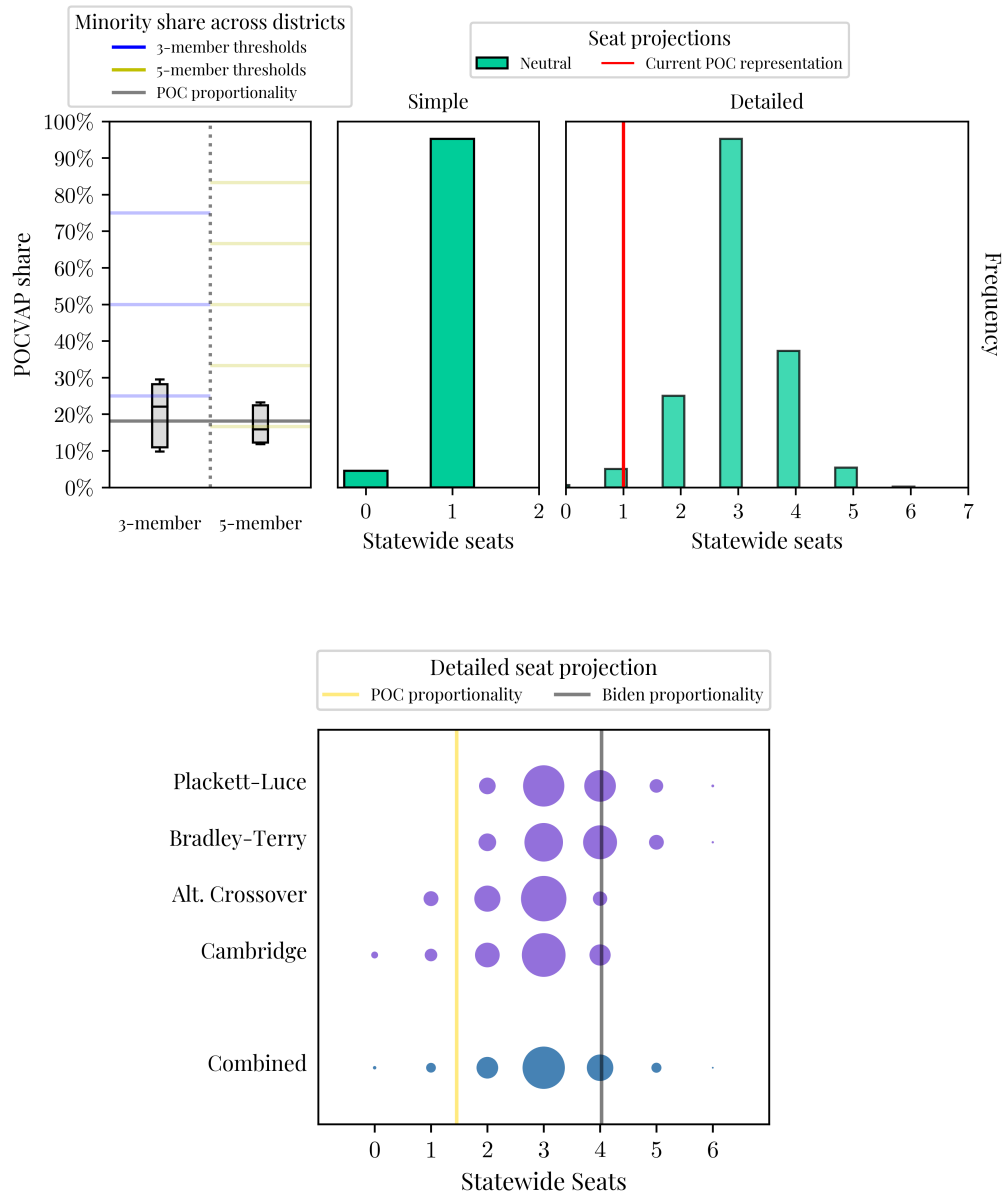 Minority share across districts
3-member thresholds
5-member thresholds
POC proportionality
Seat projections
Neutral
Current POC representation
Simple
Detailed
POCVAP share
100%
90%
80%
70%
60%
50%
40%
30%
20%
10%
0%
3-member 5-member
0 1 2
Statewide seats
0 1 2 3 4 5 6 7
Statewide seats
Frequency
Detailed seat projection
POC proportionality Biden proportionality
Plackett-Luce
Bradley-Terry
Alt. Crossover
Cambridge
Combined
0 1 2 3 4 5 6
Statewide Seats